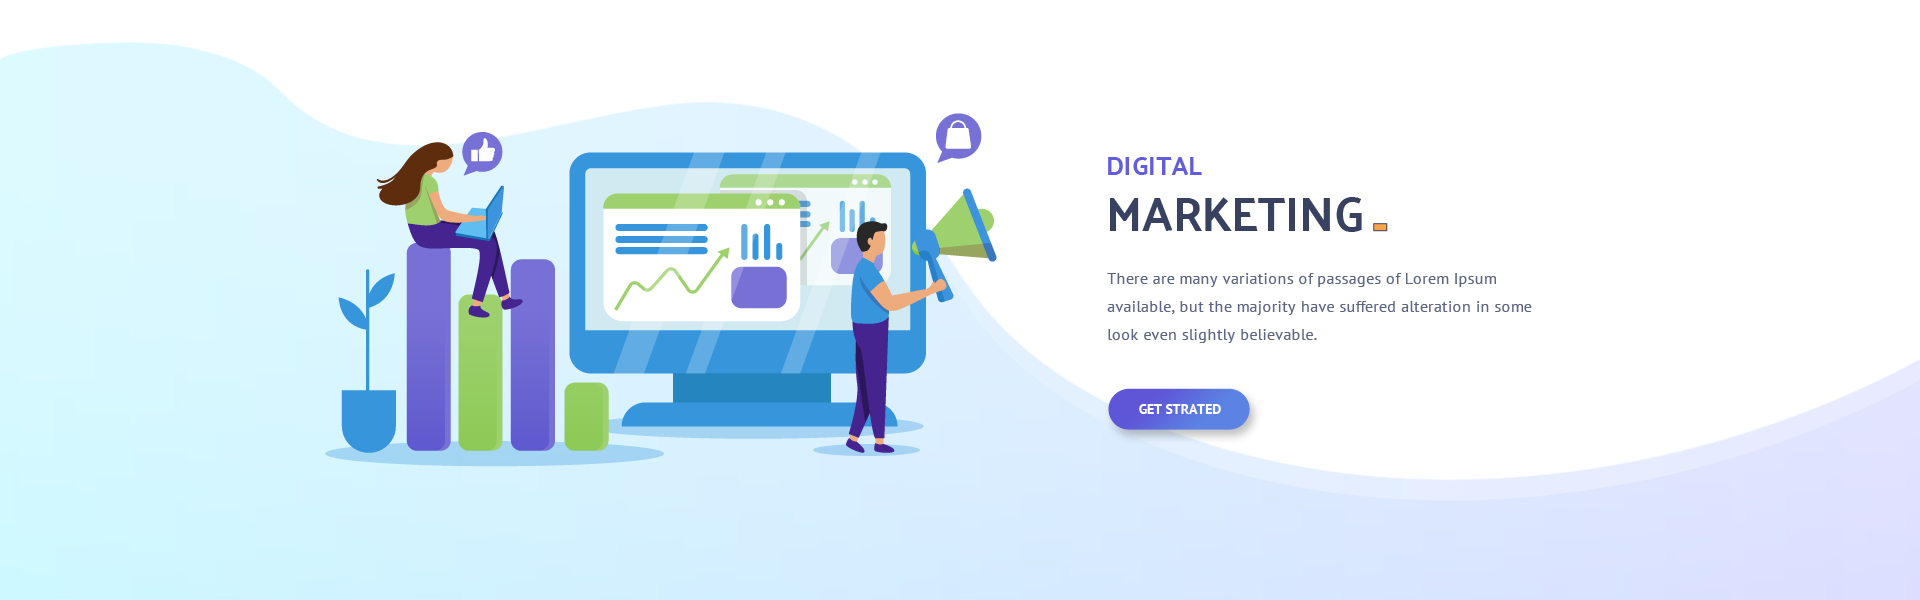 DIGITAL
MARKETING
There are many variations of passages of Lorem Ipsum
available, but the majority have suffered alteration in some
look even slightly believable.
GET STRATED